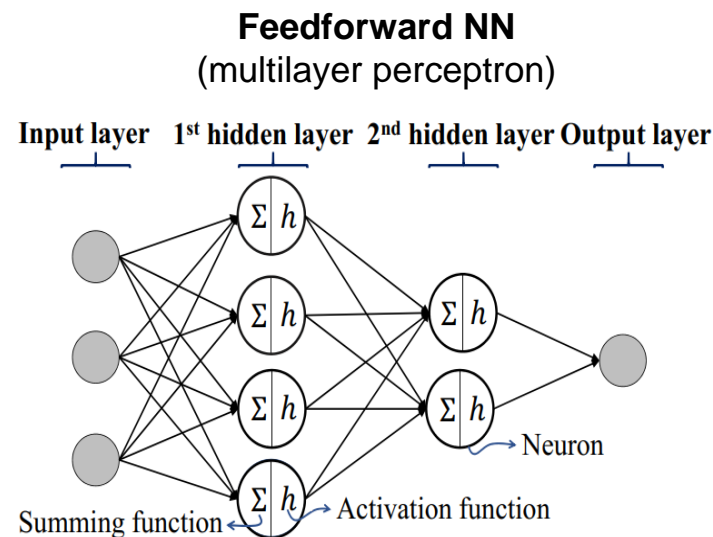 Feedforward NN
(multilayer perceptron)
Input layer 1st hidden layer 2nd hidden layer Output layer
Σ h
Σ h
Σ h
Σ h
Σ h
Σ h
Neuron
Summing function
Activation function